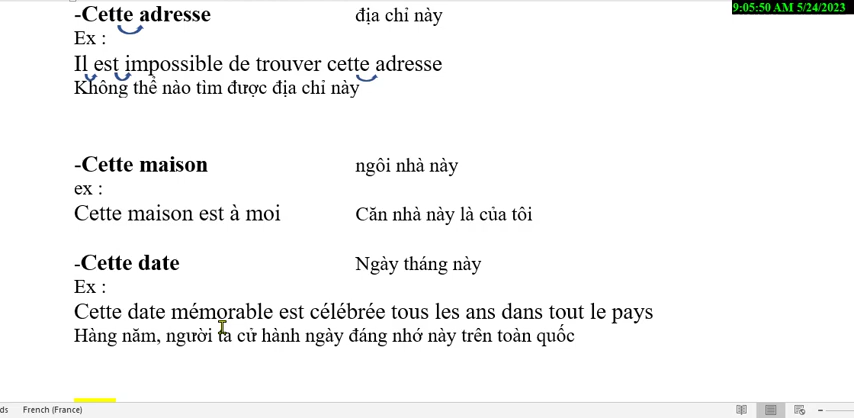 9:05:50 AM 5/24/2023
-Cette adresse địa chỉ này
Ex :
Il est impossible de trouver cette adresse
Không thể nào tìm được địa chỉ này
-Cette maison ngôi nhà này
ex :
Cette maison est à moi Căn nhà này là của tôi
-Cette date Ngày tháng này
Ex :
Cette date mémorable est célébrée tous les ans dans tout le pays
Hàng năm, người ta cử hành ngày đáng nhớ này trên toàn quốc
ds French (France)